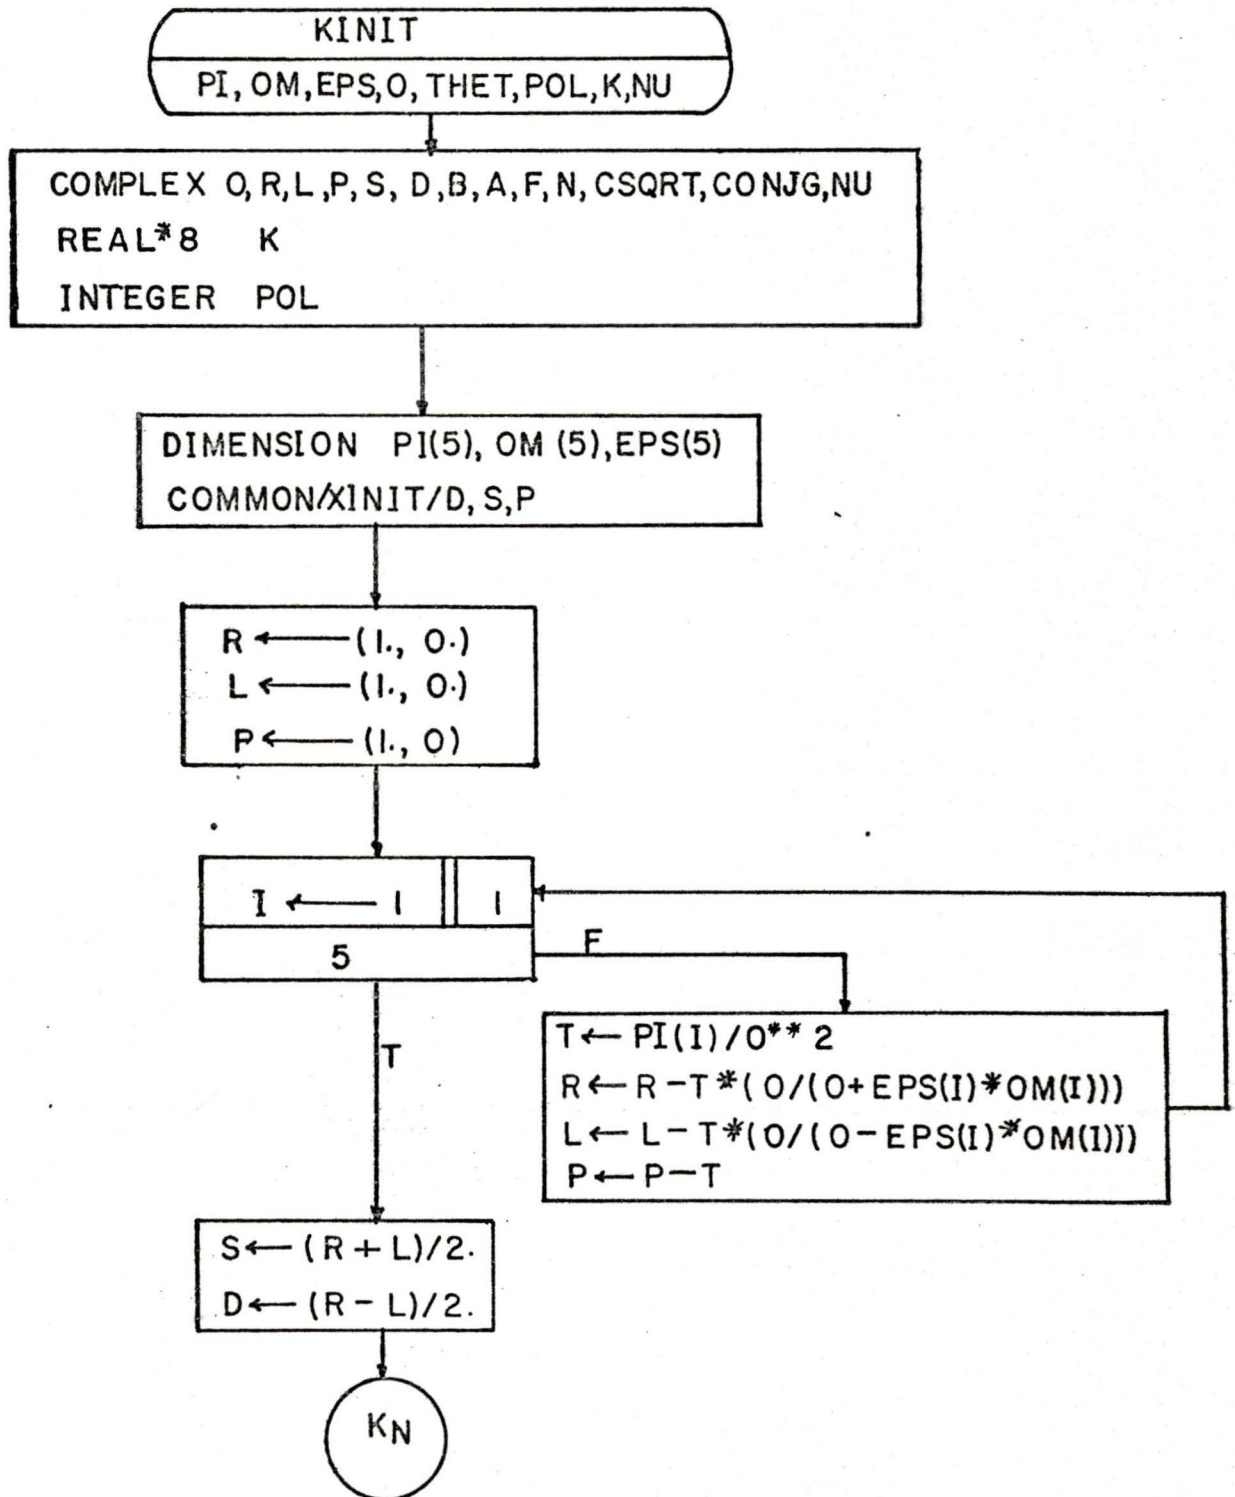 KINIT
PI, OM, EPS, O, THET, POL, K, NU
COMPLEX O, R, L, P, S, D, B, A, F, N, CSQRT, CONJG, NU
REAL*8 K
INTEGER POL
DIMENSION PI(5), OM (5), EPS(5)
COMMON/XINIT/D, S, P
R ← (1., 0.)
L ← (1., 0.)
P ← (1., 0)
I ← 1 1
5
F
T
T ← PI(I)/O** 2
R ← R - T*(O/(O+EPS(I)*OM(I)))
L ← L - T*(O/(O-EPS(I)*OM(I)))
P ← P - T
S ← (R + L)/2.
D ← (R - L)/2.
KN